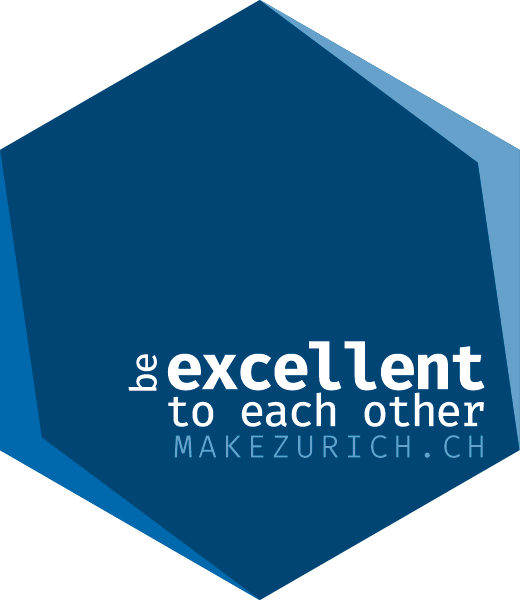 be excellent
to each other
MAKEZURICH.CH